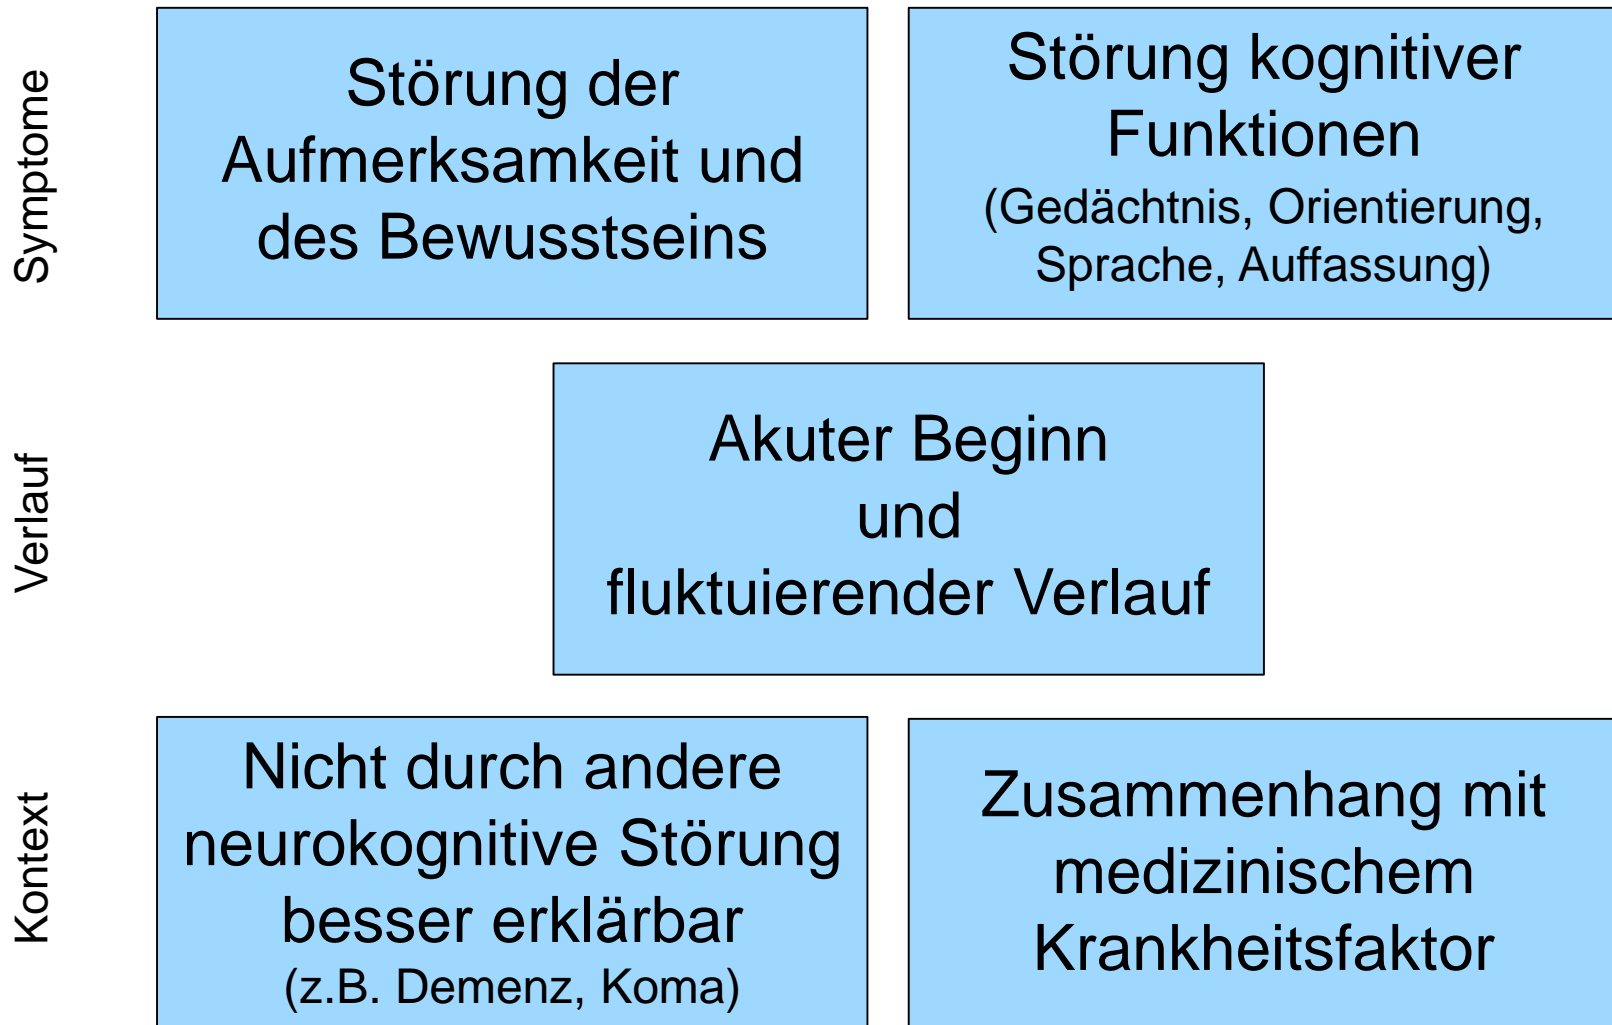 Symptome
Störung der
Aufmerksamkeit und
des Bewusstseins
Störung kognitiver
Funktionen
(Gedächtnis, Orientierung,
Sprache, Auffassung)
Verlauf
Akuter Beginn
und
fluktuierender Verlauf
Kontext
Nicht durch andere
neurokognitive Störung
besser erklärbar
(z.B. Demenz, Koma)
Zusammenhang mit
medizinischem
Krankheitsfaktor